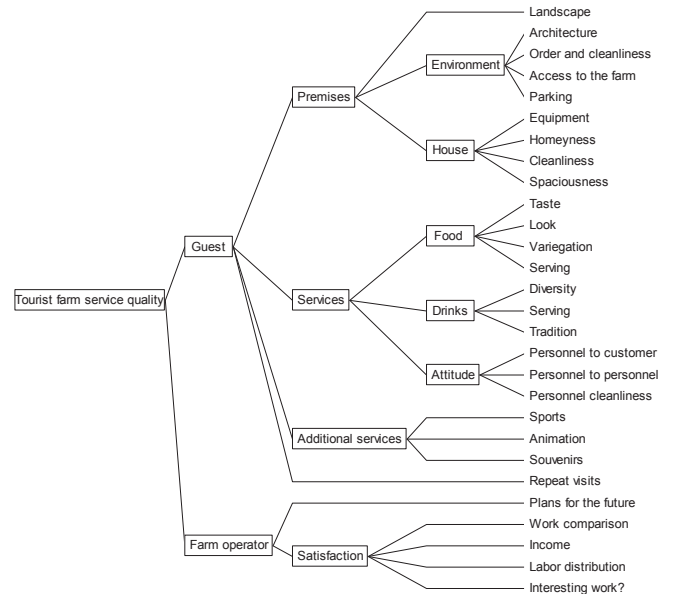 Landscape
Architecture
Environment
Order and cleanliness
Access to the farm
Premises
Parking
Equipment
House
Homeyness
Cleanliness
Spaciousness
Taste
Guest
Food
Look
Variegation
Serving
Tourist farm service quality
Services
Diversity
Drinks
Serving
Tradition
Personnel to customer
Attitude
Personnel to personnel
Personnel cleanliness
Sports
Additional services
Animation
Souvenirs
Repeat visits
Plans for the future
Farm operator
Work comparison
Satisfaction
Income
Labor distribution
Interesting work?